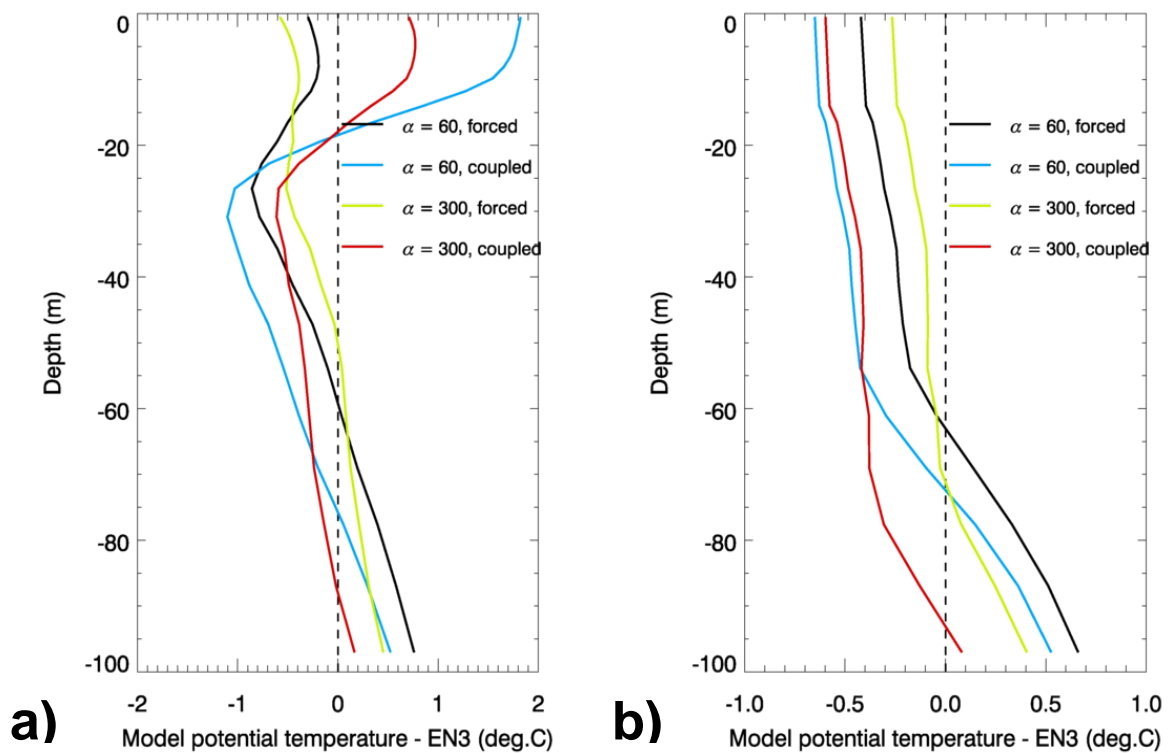 0
-20
-40
-60
-80
-100
Depth (m)
α = 60, forced
α = 60, coupled
α = 300, forced
α = 300, coupled
-2
-1
0
1
2
a)
Model potential temperature - EN3 (deg.C)
0
-20
-40
-60
-80
-100
Depth (m)
α = 60, forced
α = 60, coupled
α = 300, forced
α = 300, coupled
-1.0
-0.5
0.0
0.5
1.0
b)
Model potential temperature - EN3 (deg.C)